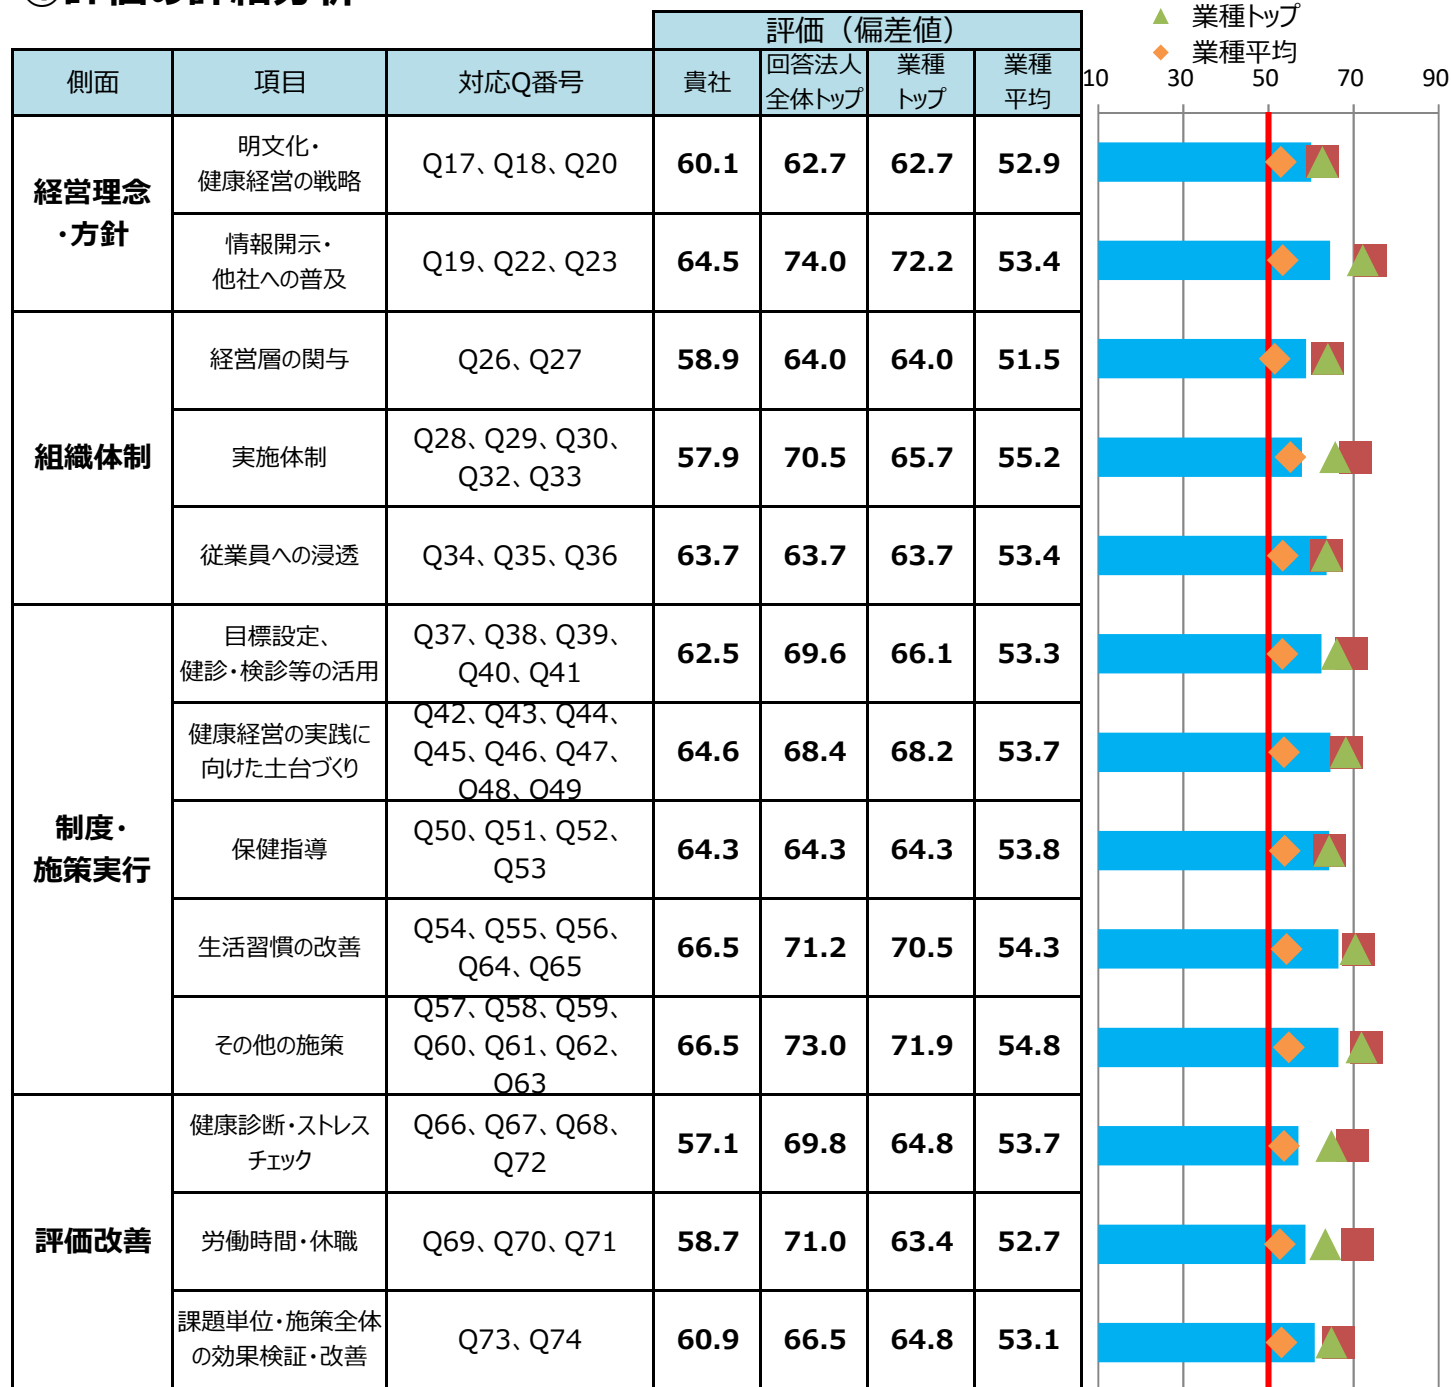 評価の詳細分析
▲ 業種トップ
◆ 業種平均
評価（偏差値）
側面 項目 対応Q番号 貴社 回答法人 業種 業種
全体トップ トップ 平均
10 30 50 70 90
経営理念
・方針
明文化・
健康経営の戦略
Q17、Q18、Q20 60.1 62.7 62.7 52.9
情報開示・
他社への普及
Q19、Q22、Q23 64.5 74.0 72.2 53.4
組織体制
経営層の関与 Q26、Q27 58.9 64.0 64.0 51.5
実施体制
Q28、Q29、Q30、
Q32、Q33
57.9 70.5 65.7 55.2
従業員への浸透 Q34、Q35、Q36 63.7 63.7 63.7 53.4
制度・
施策実行
目標設定、
健診・検診等の活用
Q37、Q38、Q39、
Q40、Q41
62.5 69.6 66.1 53.3
健康経営の実践に
向けた土台づくり
Q42、Q43、Q44、
Q45、Q46、Q47、
Q48、Q49
64.6 68.4 68.2 53.7
保健指導
Q50、Q51、Q52、
Q53
64.3 64.3 64.3 53.8
生活習慣の改善
Q54、Q55、Q56、
Q64、Q65
66.5 71.2 70.5 54.3
その他の施策
Q57、Q58、Q59、
Q60、Q61、Q62、
Q63
66.5 73.0 71.9 54.8
評価改善
健康診断・ストレス
チェック
Q66、Q67、Q68、
Q72
57.1 69.8 64.8 53.7
労働時間・休職 Q69、Q70、Q71 58.7 71.0 63.4 52.7
課題単位・施策全体
の効果検証・改善
Q73、Q74 60.9 66.5 64.8 53.1